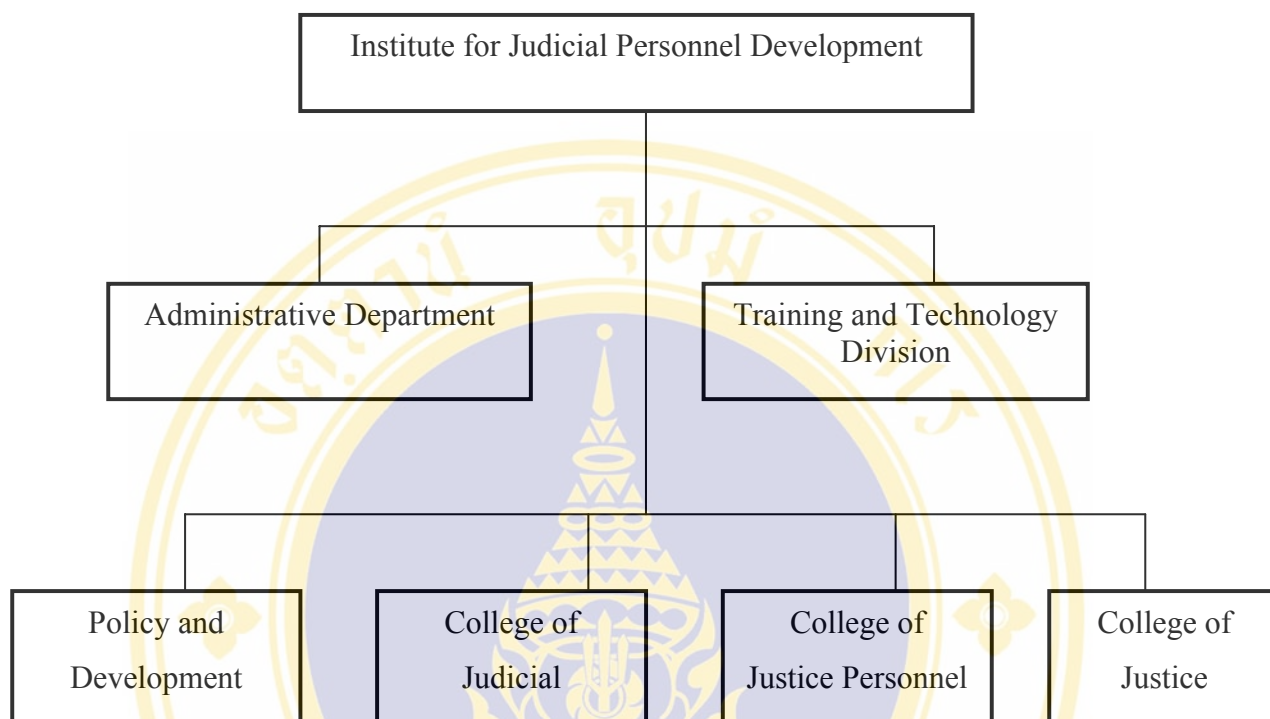 Institute for Judicial Personnel Development
Administrative Department
Training and Technology
Division
Policy and
Development
College of
Judicial
College of
Justice Personnel
College of
Justice